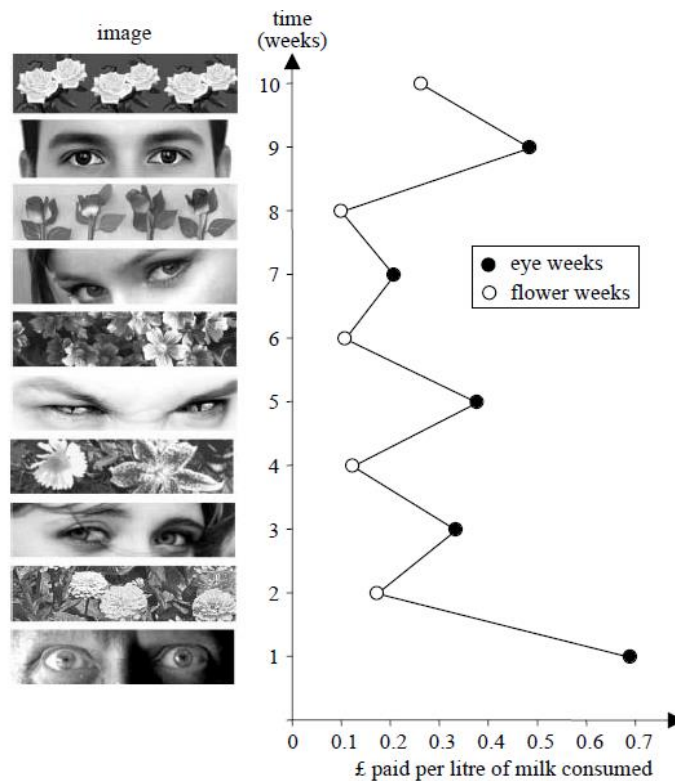 image
time
(weeks)
10
9
8
7
6
5
4
3
2
1
eye weeks
flower weeks
0 0.1 0.2 0.3 0.4 0.5 0.6 0.7
£ paid per litre of milk consumed